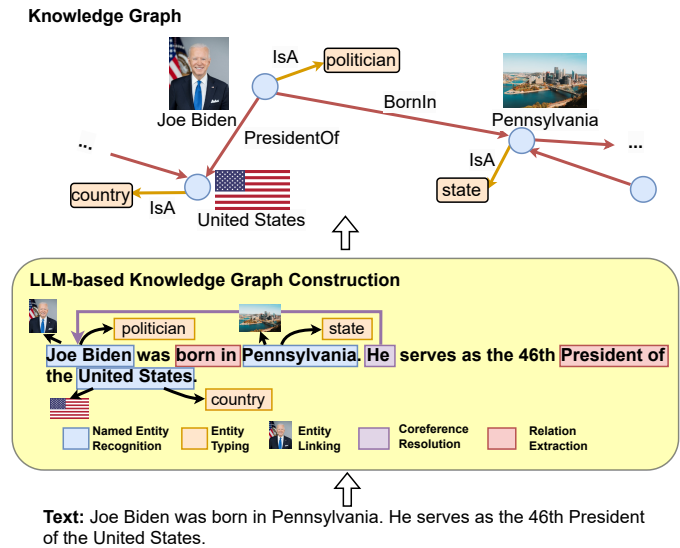 Knowledge Graph
IsA
politician
Joe Biden
BornIn
Pennsylvania
PresidentOf
...
...
IsA
country
IsA
state
United States
LLM-based Knowledge Graph Construction
politician
state
Joe Biden was born in Pennsylvania. He serves as the 46th President of
the United States.
country
Named Entity
Recognition
Entity
Typing
Entity
Linking
Coreference
Resolution
Relation
Extraction
Text: Joe Biden was born in Pennsylvania. He serves as the 46th President
of the United States.